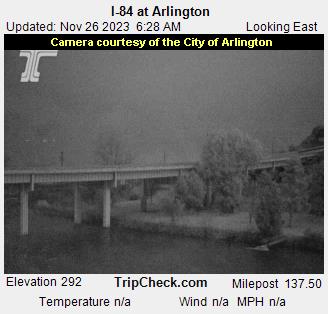 I-84 at Arlington
Updated: Nov 26 2023 6:28 AM Looking East
Camera courtesy of the City of Arlington
Elevation 292 TripCheck.com Milepost 137.50
Temperature n/a Wind n/a MPH n/a